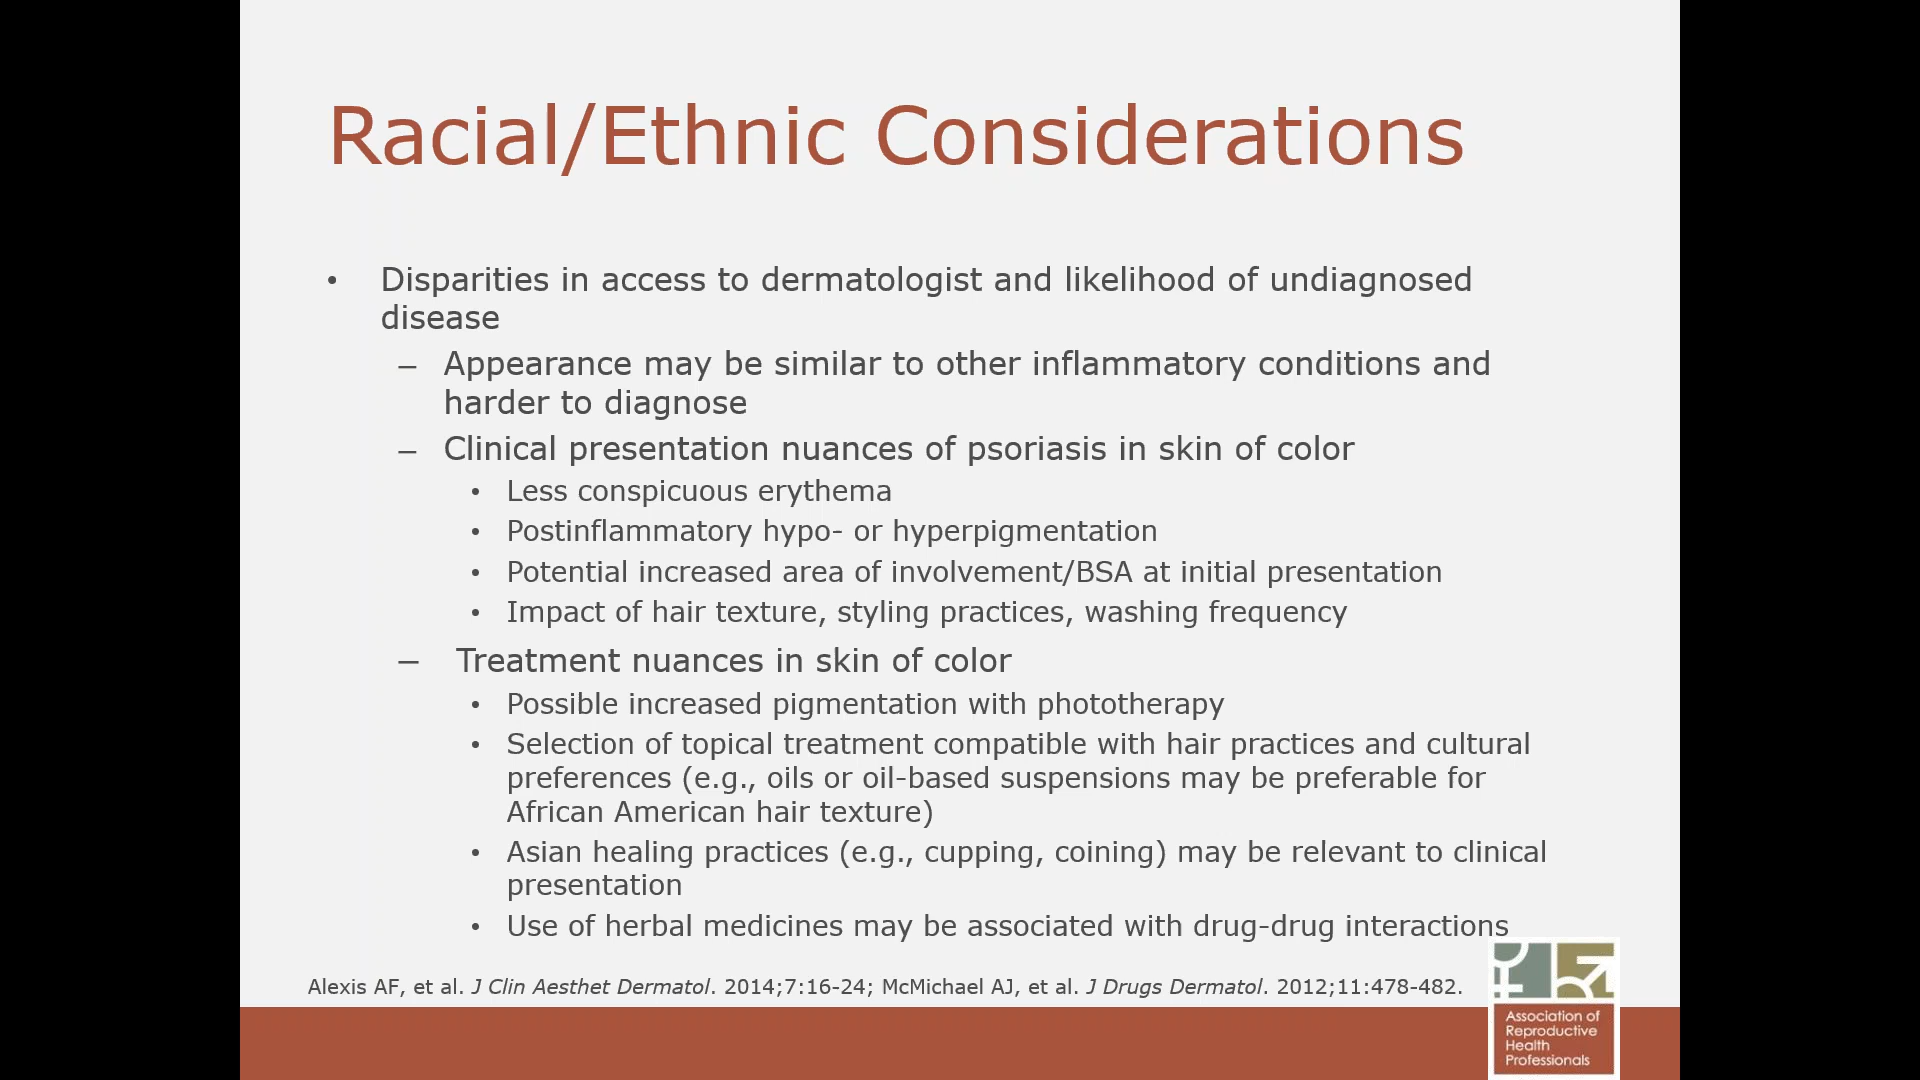 Racial/Ethnic Considerations
• Disparities in access to dermatologist and likelihood of undiagnosed
disease
– Appearance may be similar to other inflammatory conditions and
harder to diagnose
– Clinical presentation nuances of psoriasis in skin of color
• Less conspicuous erythema
• Postinflammatory hypo- or hyperpigmentation
• Potential increased area of involvement/BSA at initial presentation
• Impact of hair texture, styling practices, washing frequency
– Treatment nuances in skin of color
• Possible increased pigmentation with phototherapy
• Selection of topical treatment compatible with hair practices and cultural
preferences (e.g., oils or oil-based suspensions may be preferable for
African American hair texture)
• Asian healing practices (e.g., cupping, coining) may be relevant to clinical
presentation
• Use of herbal medicines may be associated with drug-drug interactions
Alexis AF, et al. J Clin Aesthet Dermatol. 2014;7:16-24; McMichael AJ, et al. J Drugs Dermatol. 2012;11:478-482.
Association of
Reproductive
Health
Professionals